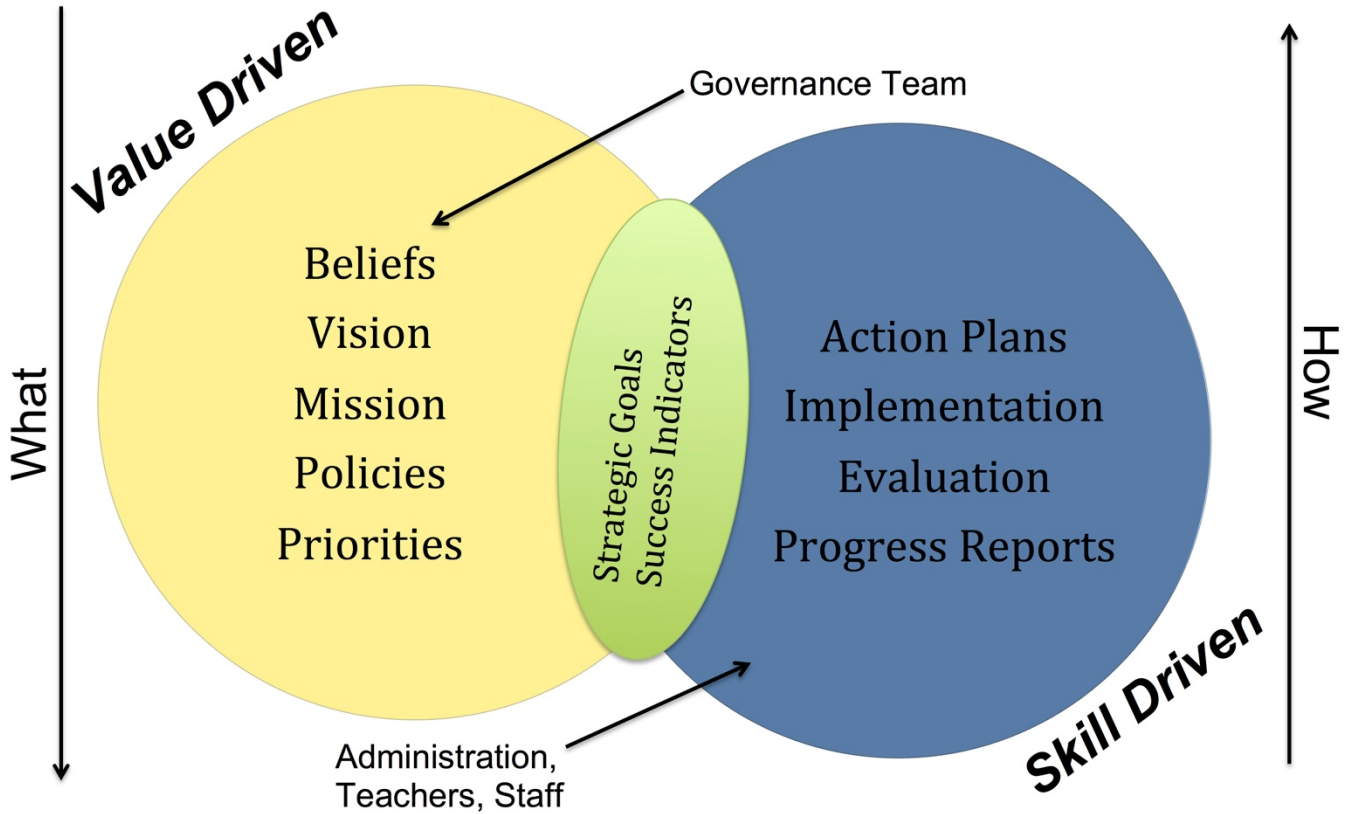 Value Driven
Governance Team
What
Beliefs
Vision
Mission
Policies
Priorities
Strategic Goals
Success Indicators
Action Plans
Implementation
Evaluation
Progress Reports
How
Administration,
Teachers, Staff
Skill Driven